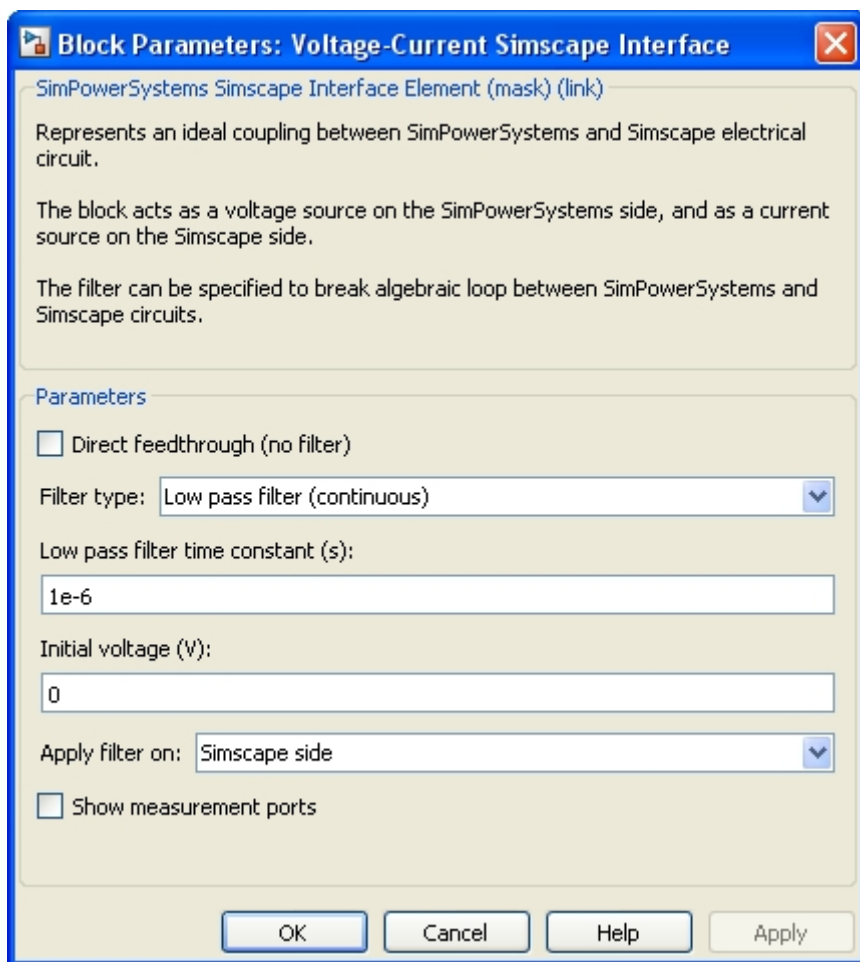 Block Parameters: Voltage-Current Simscape Interface
SimPowerSystems Simscape Interface Element (mask) (link)
Represents an ideal coupling between SimPowerSystems and Simscape electrical
circuit.
The block acts as a voltage source on the SimPowerSystems side, and as a current
source on the Simscape side.
The filter can be specified to break algebraic loop between SimPowerSystems and
Simscape circuits.
Parameters
Direct feedthrough (no filter)
Filter type: Low pass filter (continuous)
Low pass filter time constant (s):
1e-6
Initial voltage (V):
0
Apply filter on: Simscape side
Show measurement ports
OK Cancel Help Apply